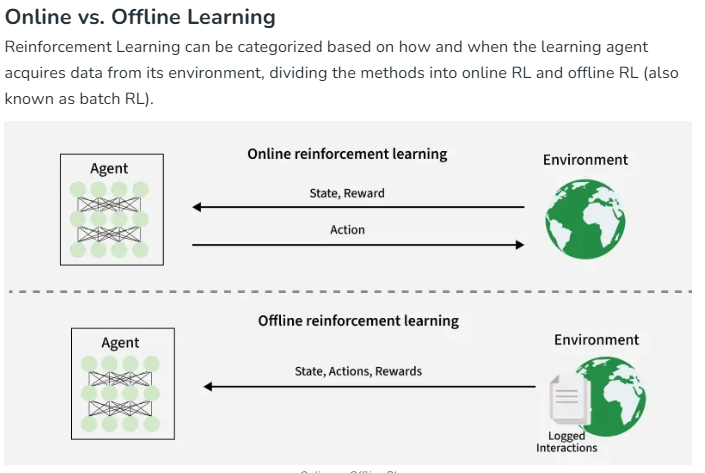 Online vs. Offline Learning
Reinforcement Learning can be categorized based on how and when the learning agent
acquires data from its environment, dividing the methods into online RL and offline RL (also
known as batch RL).
Online reinforcement learning
Agent
Environment
State, Reward
Action
Offline reinforcement learning
Agent
Environment
State, Actions, Rewards
Logged
Interactions